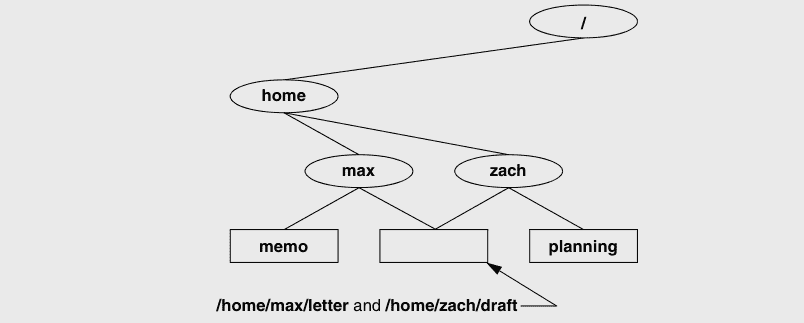 /
home
max
zach
memo
planning
/home/max/letter and /home/zach/draft